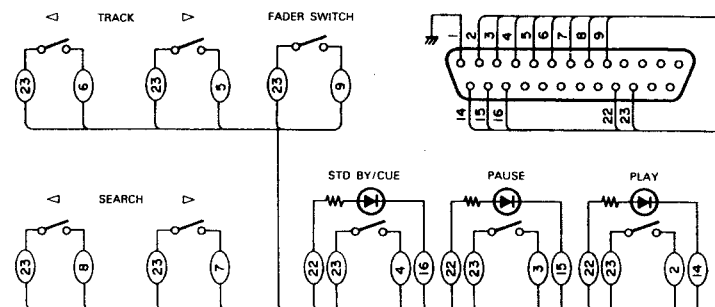 ◁ TRACK ▷ FADER SWITCH
1 2 3 4 5 6 7 8 9
23 6 23 5 23 9
14 15 16 22 23
STD BY/CUE PAUSE PLAY
◁ SEARCH ▷
23 8 23 7 22 23 4 16 22 23 3 15 22 23 2 14